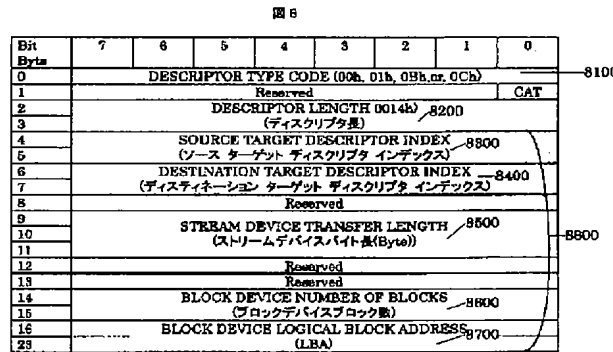 図 6
Bit 7 6 5 4 3 2 1 0
Byte
0 DESCRIPTOR TYPE CODE (00h, 01h, 0Bh,or, 0Ch) 8100
1 Reserved CAT
2 DESCRIPTOR LENGTH 0014h) 8200
3 (ディスクリプタ長)
4 SOURCE TARGET DESCRIPTOR INDEX 8300
5 (ソース ターゲット ディスクリプタ インデックス)
6 DESTINATION TARGET DESCRIPTOR INDEX 8400
7 (ディスティネーション ターゲット ディスクリプタ インデックス)
8 Reserved
9
10 STREAM DEVICE TRANSFER LENGTH 8500
11 (ストリームデバイスバイト長(Byte))
8800
12 Reserved
13 Reserved
14 BLOCK DEVICE NUMBER OF BLOCKS 8600
15 (ブロックデバイスブロック数)
16 BLOCK DEVICE LOGICAL BLOCK ADDRESS 8700
23 (LBA)